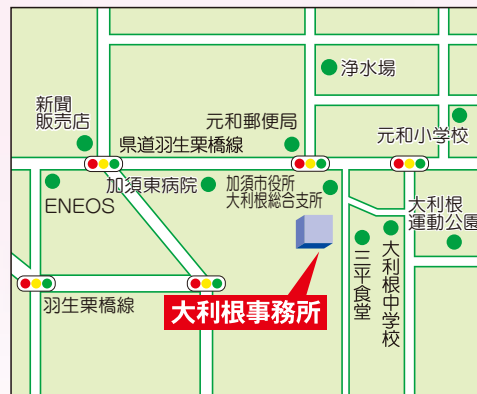 浄水場
新聞
販売店
元和郵便局
元和小学校
県道羽生栗橋線
加須東病院
加須市役所
大利根総合支所
ENEOS
大利根
運動公園
三平食堂
大利根中学校
羽生栗橋線
大利根事務所